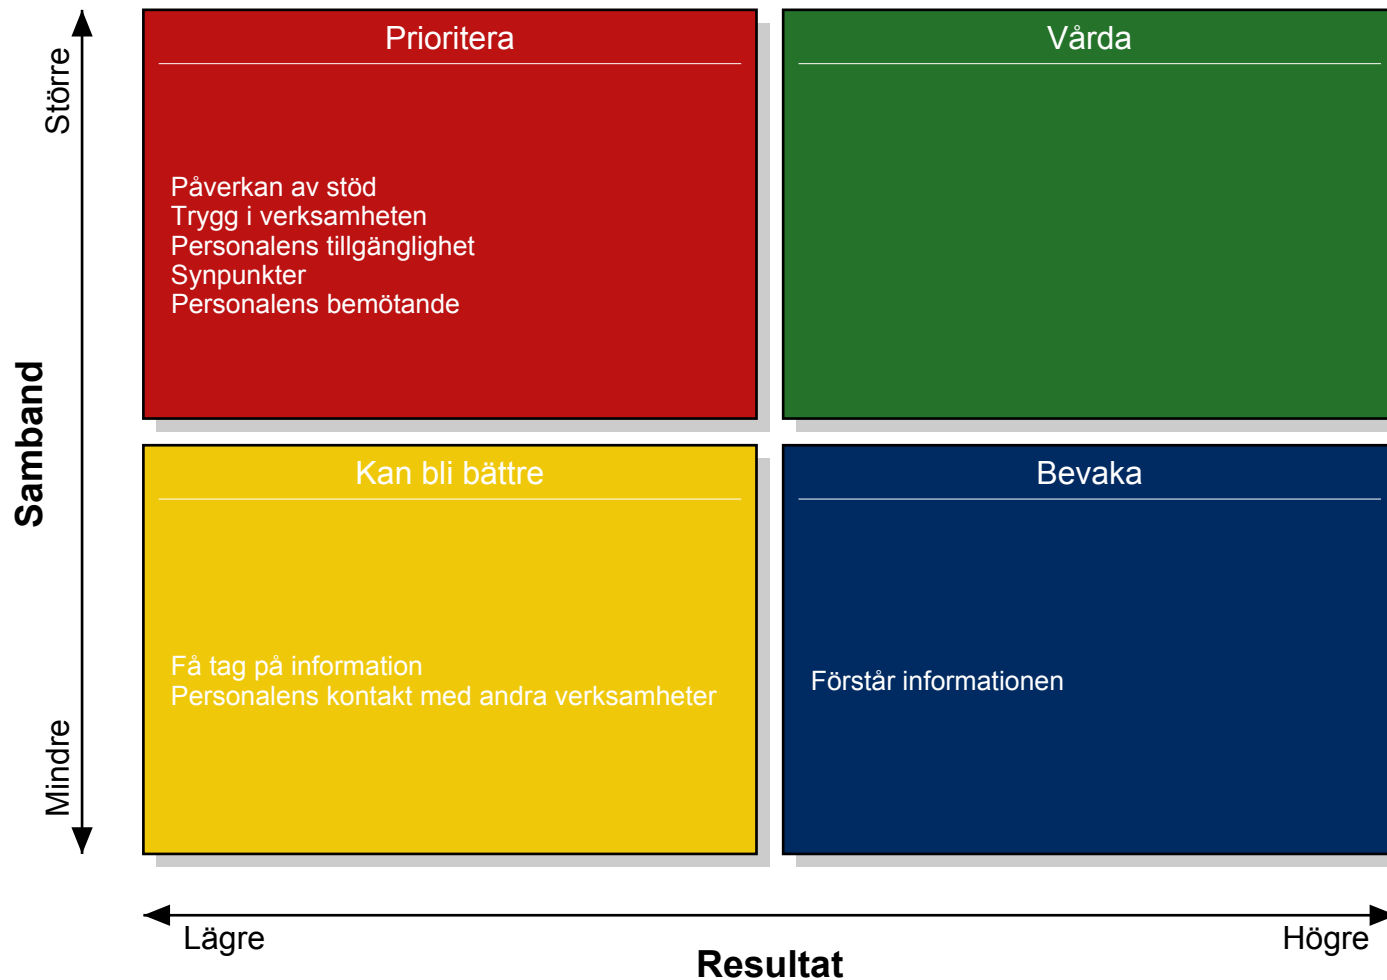 Större
Samband
Mindre
Prioritera
Påverkan av stöd
Trygg i verksamheten
Personalens tillgänglighet
Synpunkter
Personalens bemötande
Vårda
Kan bli bättre
Få tag på information
Personalens kontakt med andra verksamheter
Bevaka
Förstår informationen
Lägre
Högre
Resultat